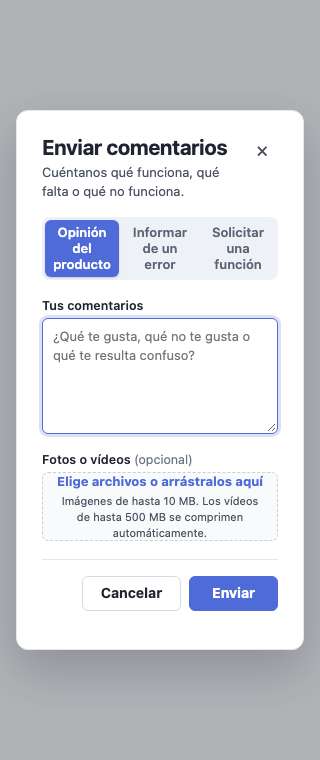 Enviar comentarios
×
Cuéntanos qué funciona, qué
falta o qué no funciona.
Opinión
del
producto
Informar
de un
error
Solicitar
una
función
Tus comentarios
¿Qué te gusta, qué no te gusta o
qué te resulta confuso?
Fotos o vídeos (opcional)
Elige archivos o arrástralos aquí
Imágenes de hasta 10 MB. Los vídeos
de hasta 500 MB se comprimen
automáticamente.
Cancelar
Enviar